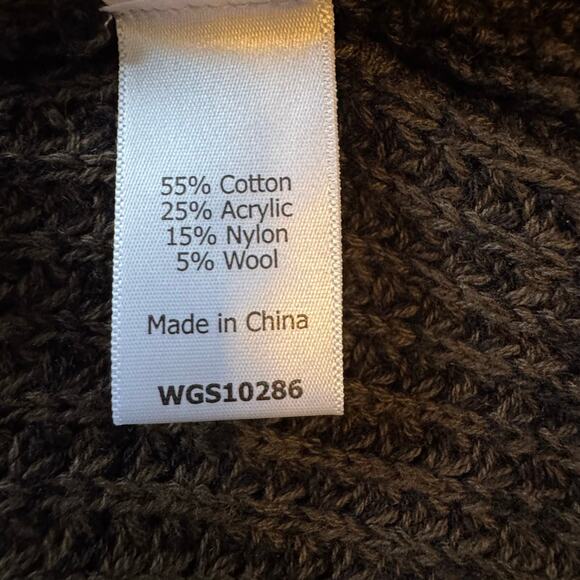 55% Cotton
25% Acrylic
15% Nylon
5% Wool
Made in China
WGS10286